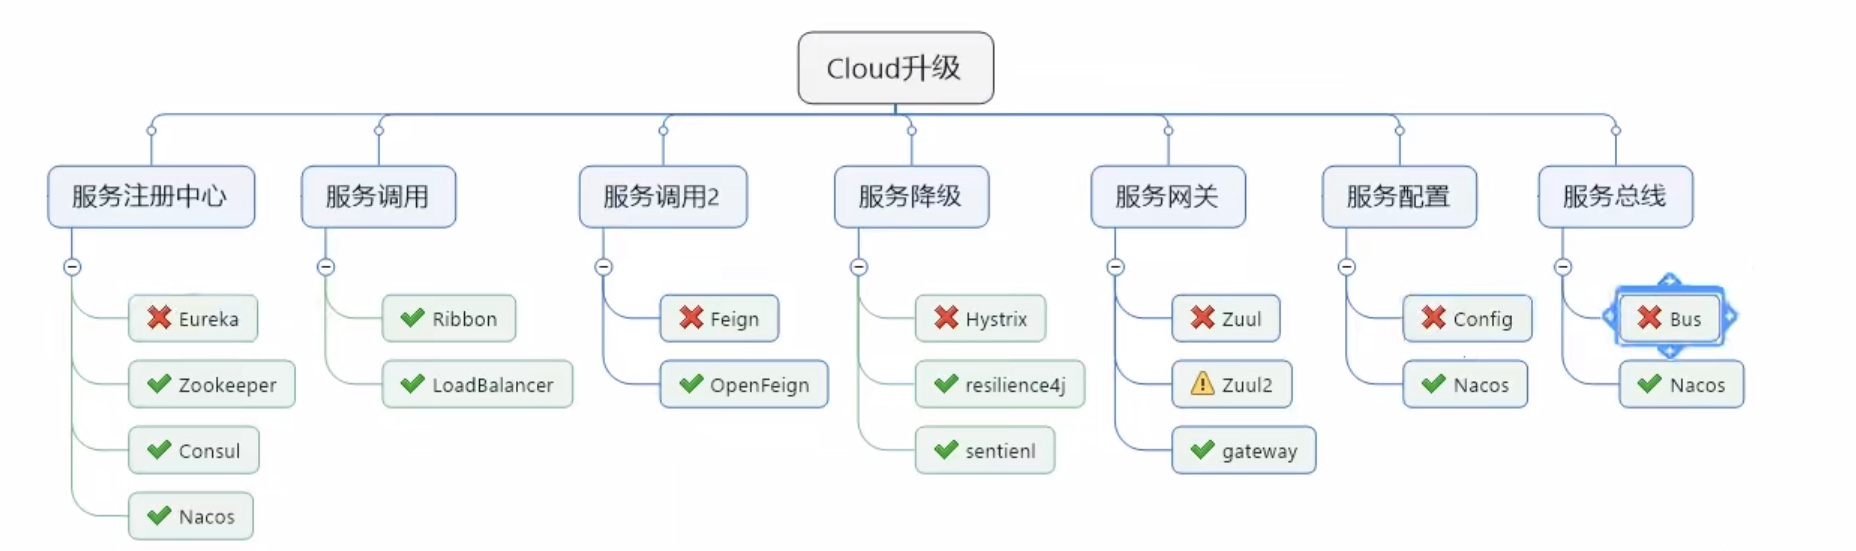 Cloud升级
服务注册中心
Eureka
Zookeeper
Consul
Nacos
服务调用
Ribbon
LoadBalancer
服务调用2
Feign
OpenFeign
服务降级
Hystrix
resilience4j
sentienl
服务网关
Zuul
Zuul2
gateway
服务配置
Config
Nacos
服务总线
Bus
Nacos